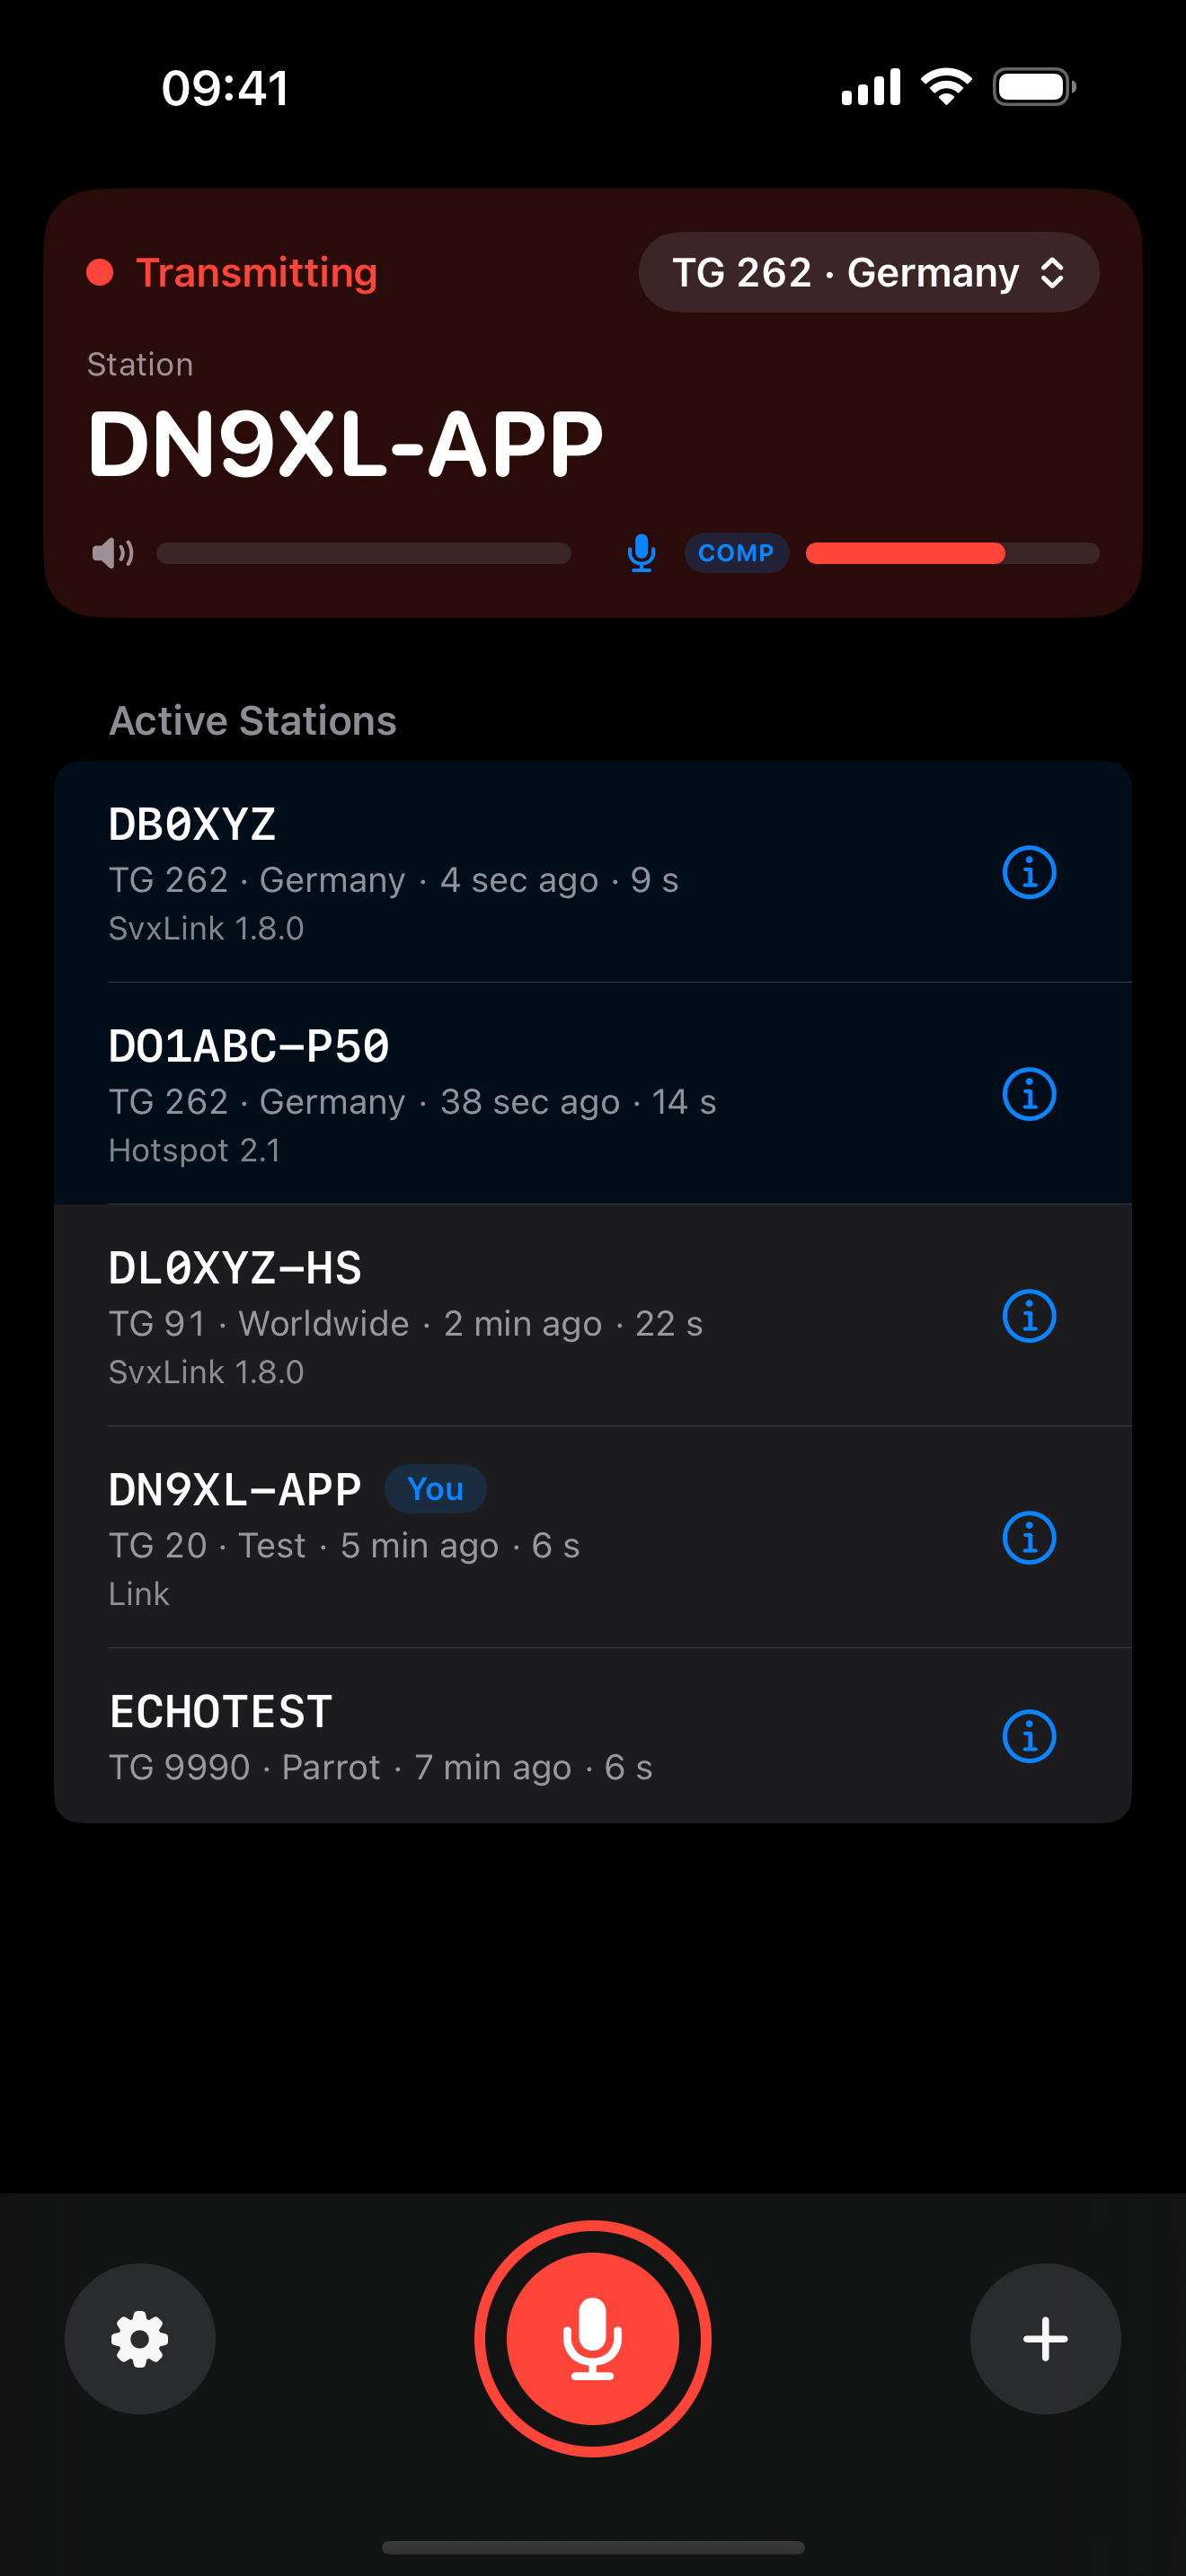 09:41
Transmitting
TG 262 · Germany
Station
DN9XL-APP
COMP
Active Stations
DB0XYZ
TG 262 · Germany · 4 sec ago · 9 s
SvxLink 1.8.0
DO1ABC-P50
TG 262 · Germany · 38 sec ago · 14 s
Hotspot 2.1
DL0XYZ-HS
TG 91 · Worldwide · 2 min ago · 22 s
SvxLink 1.8.0
DN9XL-APP You
TG 20 · Test · 5 min ago · 6 s
Link
ECHOTEST
TG 9990 · Parrot · 7 min ago · 6 s